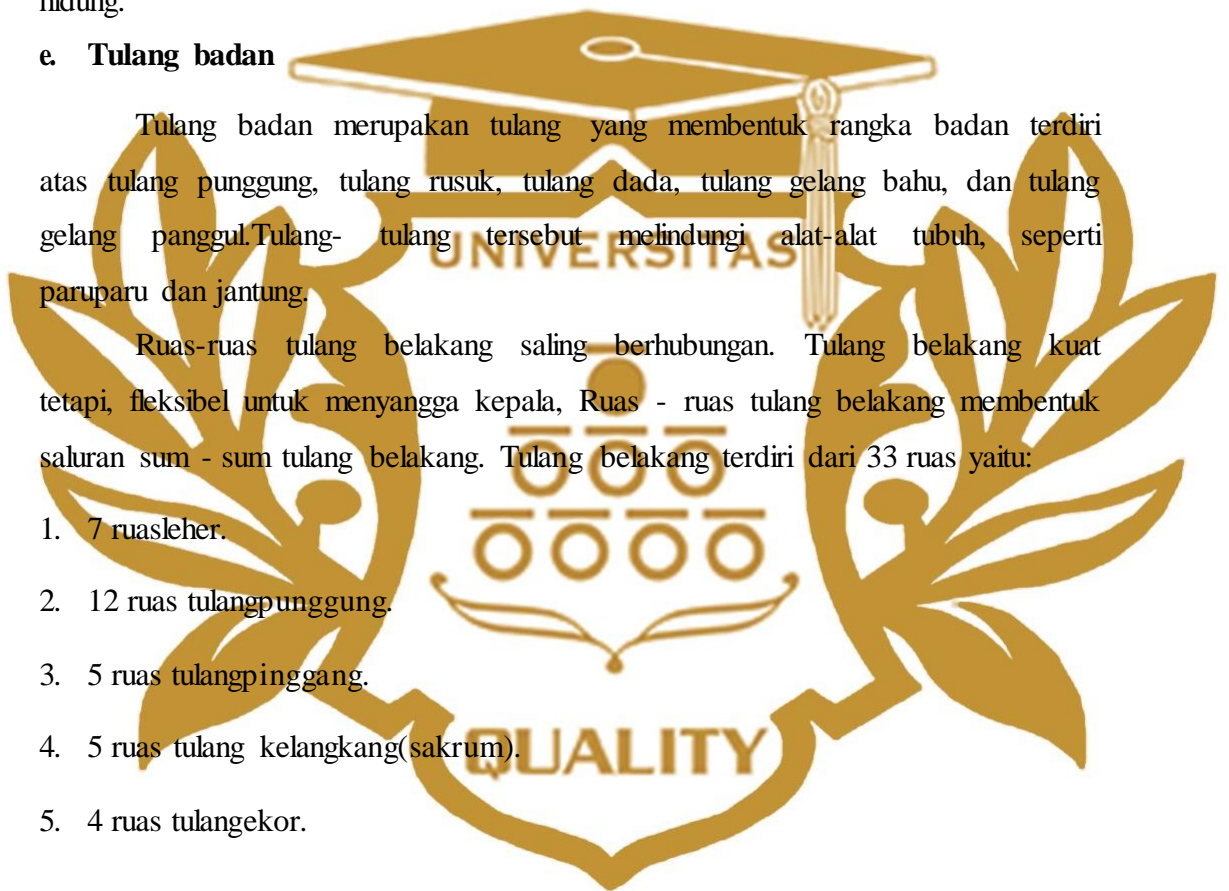 hidung.
e. Tulang badan
Tulang badan merupakan tulang yang membentuk rangka badan terdiri
atas tulang punggung, tulang rusuk, tulang dada, tulang gelang bahu, dan tulang
gelang panggul.Tulang- tulang tersebut melindungi alat-alat tubuh, seperti
UNIVERSITAS
paruparu dan jantung.
Ruas-ruas tulang belakang saling berhubungan. Tulang belakang kuat
tetapi, fleksibel untuk menyangga kepala, Ruas - ruas tulang belakang membentuk
saluran sum - sum tulang belakang. Tulang belakang terdiri dari 33 ruas yaitu:
1. 7 ruasleher.
2. 12 ruas tulangpunggung.
3. 5 ruas tulangpinggang.
4. 5 ruas tulang kelangkang(sakrum).
QUALITY
5. 4 ruas tulangekor.